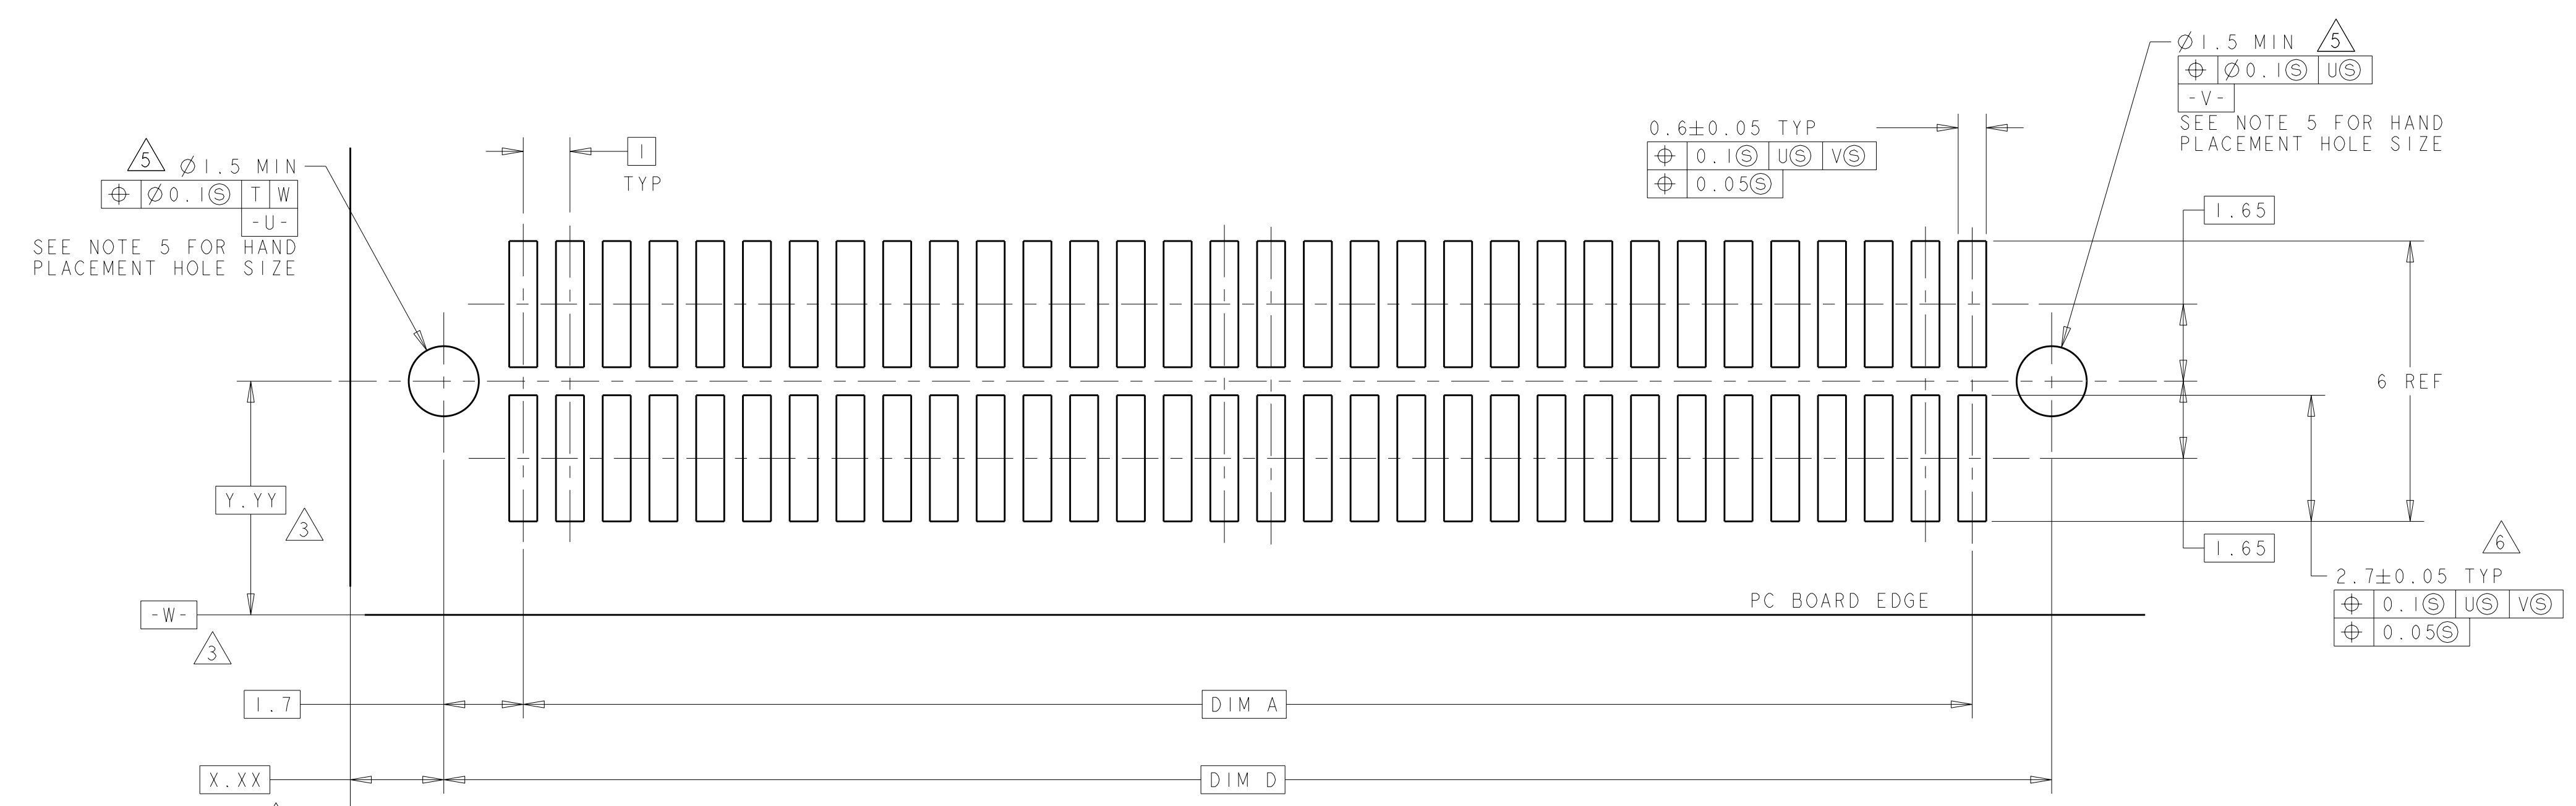 5 Ø1.5 MIN
⌖ Ø0.1Ⓢ T W
-U-
SEE NOTE 5 FOR HAND
PLACEMENT HOLE SIZE
1
TYP
0.6±0.05 TYP
⌖ 0.1Ⓢ UⓈ VⓈ
⌖ 0.05Ⓢ
Ø1.5 MIN 5
⌖ Ø0.1Ⓢ UⓈ
-V-
SEE NOTE 5 FOR HAND
PLACEMENT HOLE SIZE
1.65
6 REF
1.65
6
2.7±0.05 TYP
⌖ 0.1Ⓢ UⓈ VⓈ
⌖ 0.05Ⓢ
Y.YY
3
-W-
3
PC BOARD EDGE
1.7
DIM A
X.XX
DIM D